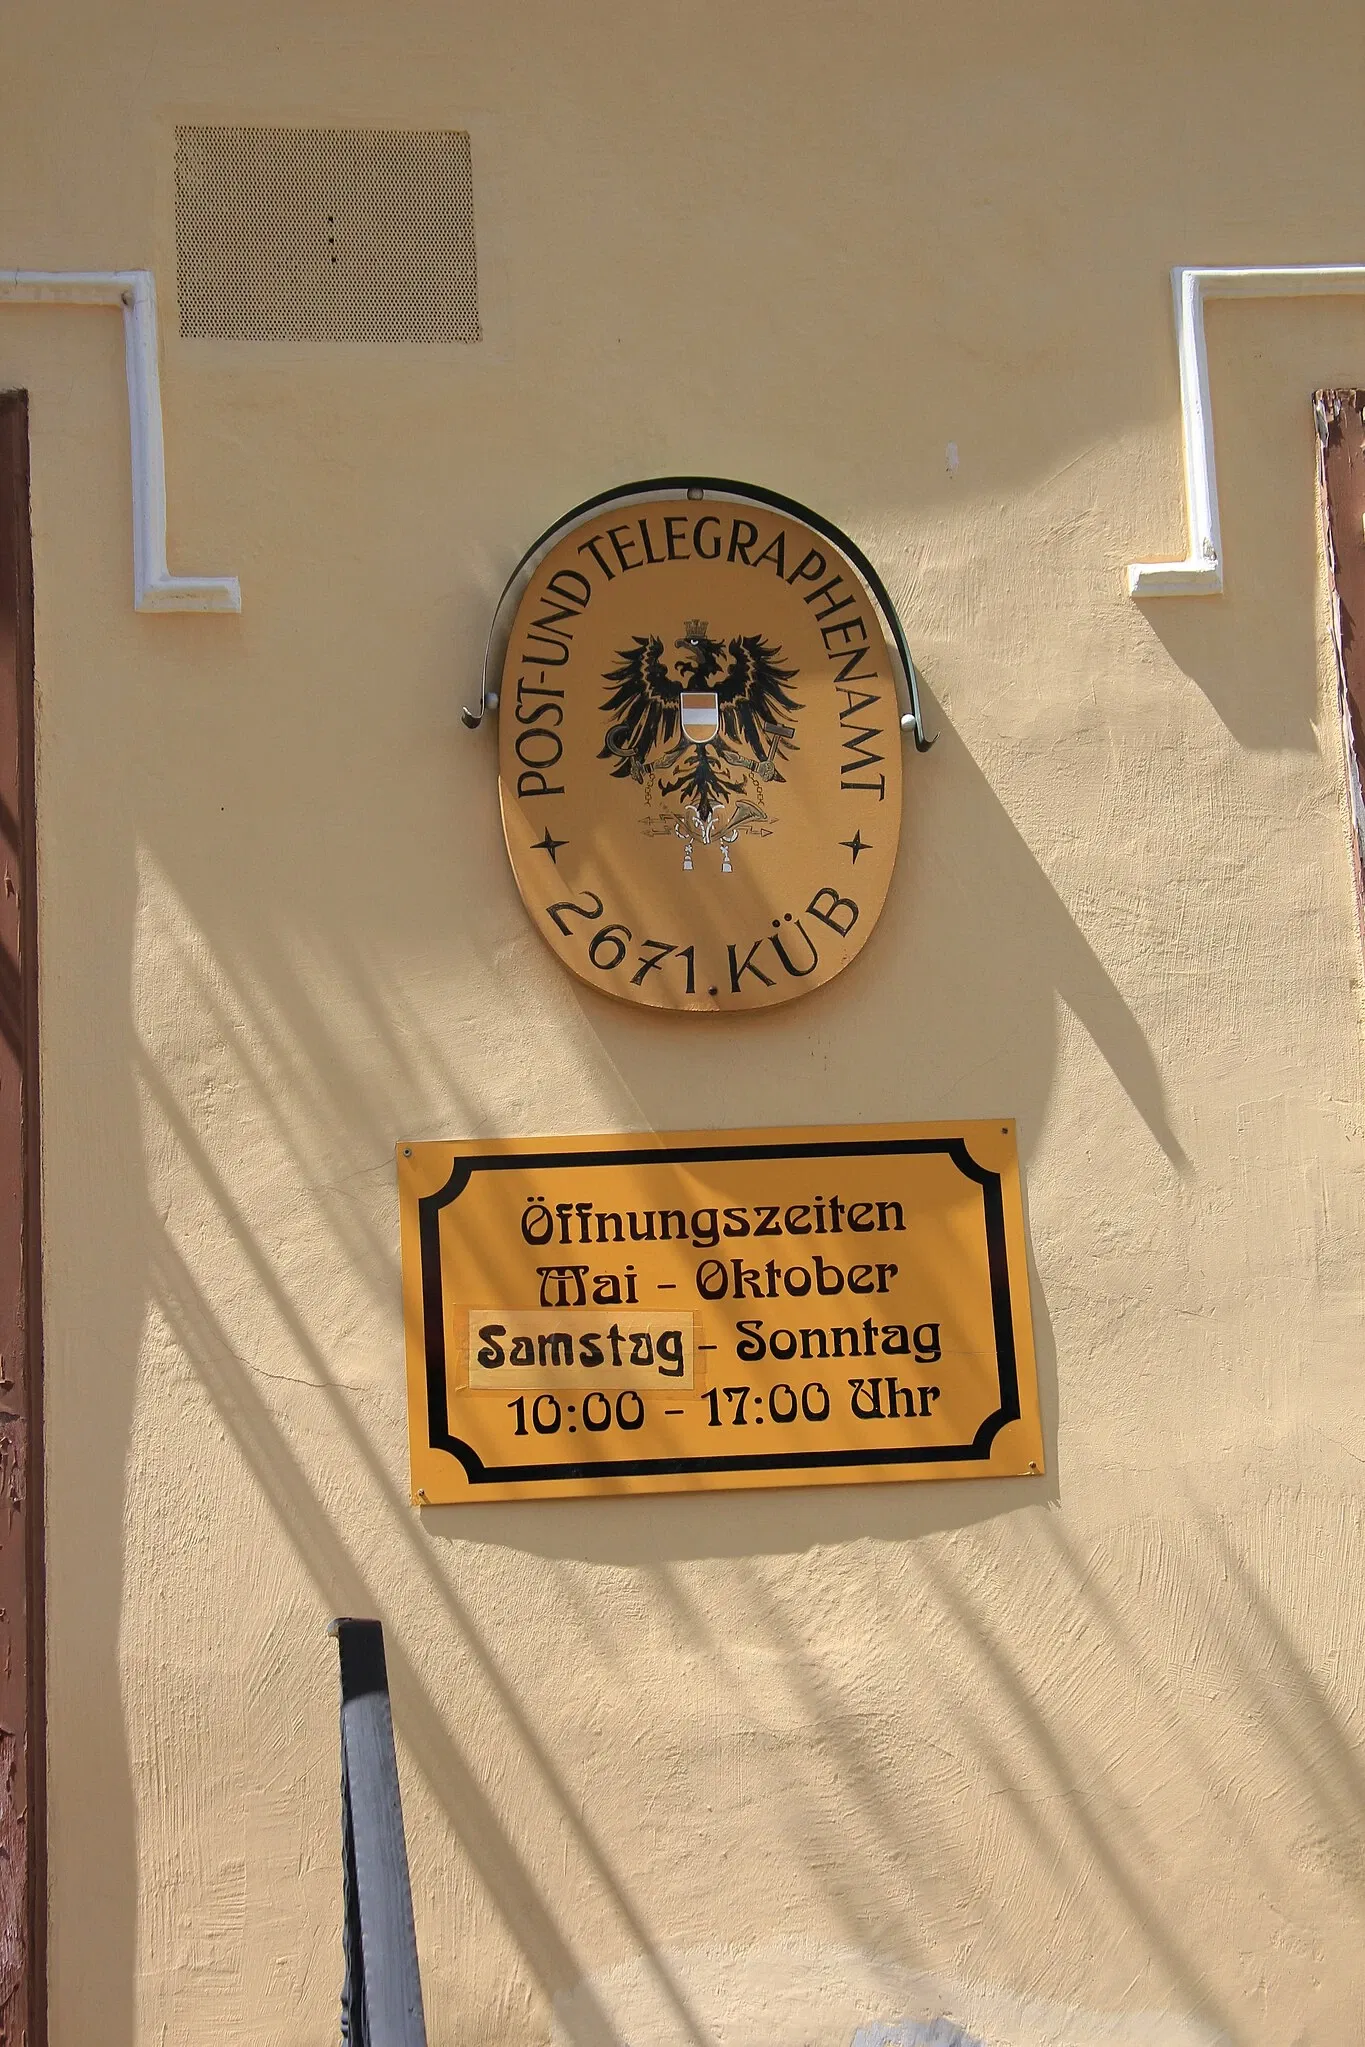 POST-UND TELEGRAPHENAMT
2671 KÜB
Öffnungszeiten
Mai - Oktober
Samstag - Sonntag
10:00 - 17:00 Uhr